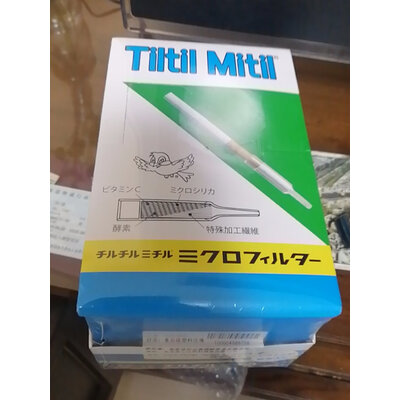 Tiltil Mitil
ビタミンC
ミクロシリカ
酵素
特殊加工繊維
チルチルミチル ミクロフィルター